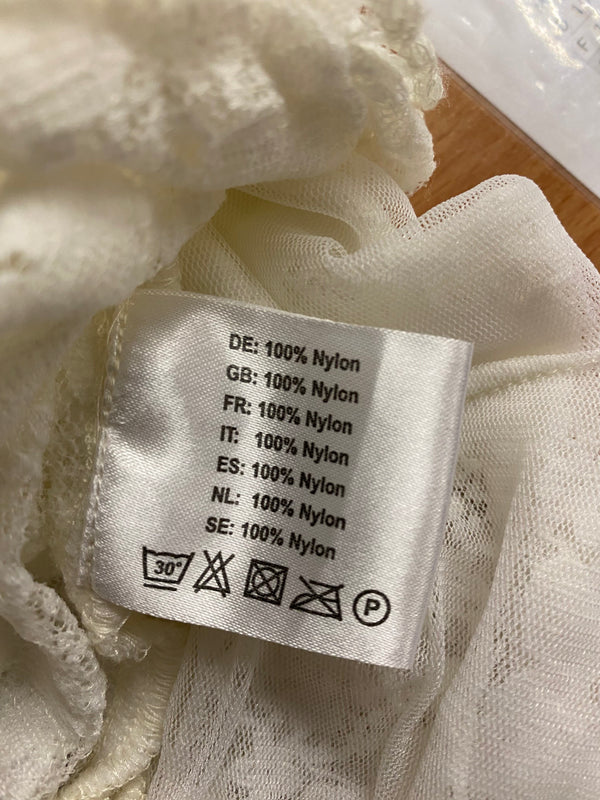 DE: 100% Nylon
GB: 100% Nylon
FR: 100% Nylon
IT: 100% Nylon
ES: 100% Nylon
NL: 100% Nylon
SE: 100% Nylon
30° P